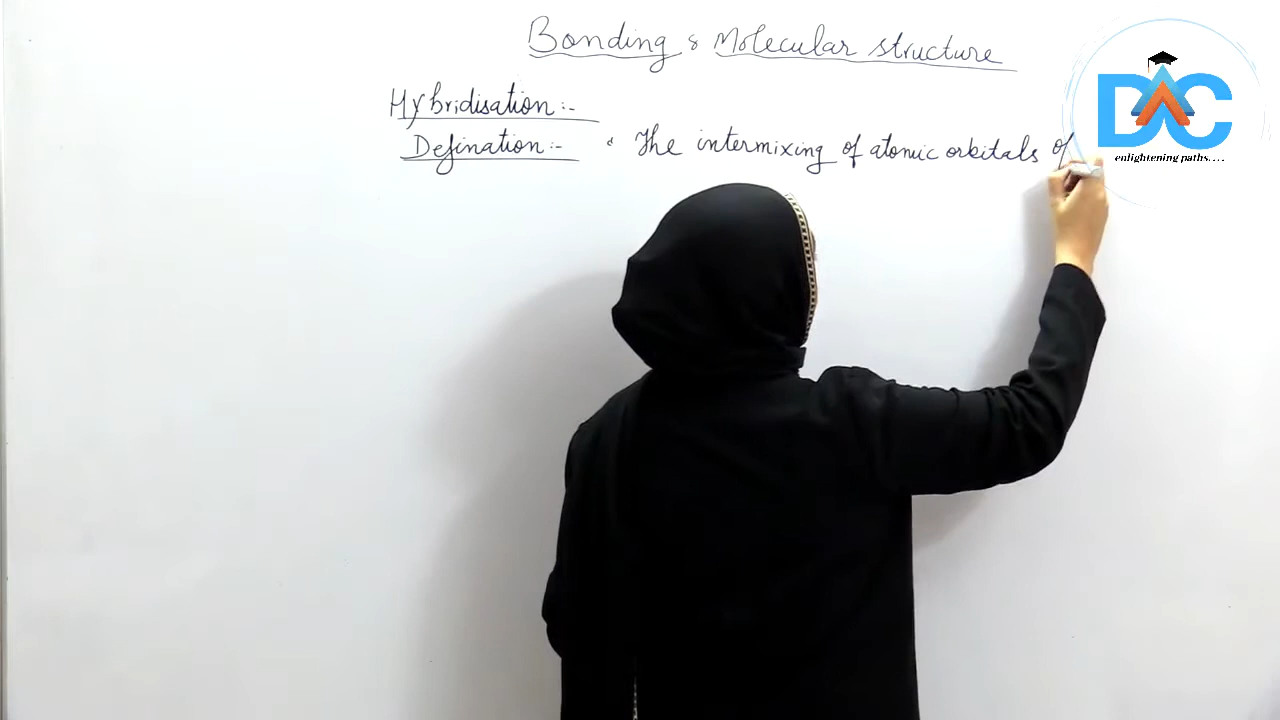 Bonding & Molecular structure
Hybridisation :-
Defination :- • The intermixing of atomic orbitals of
DAC
enlightening paths....